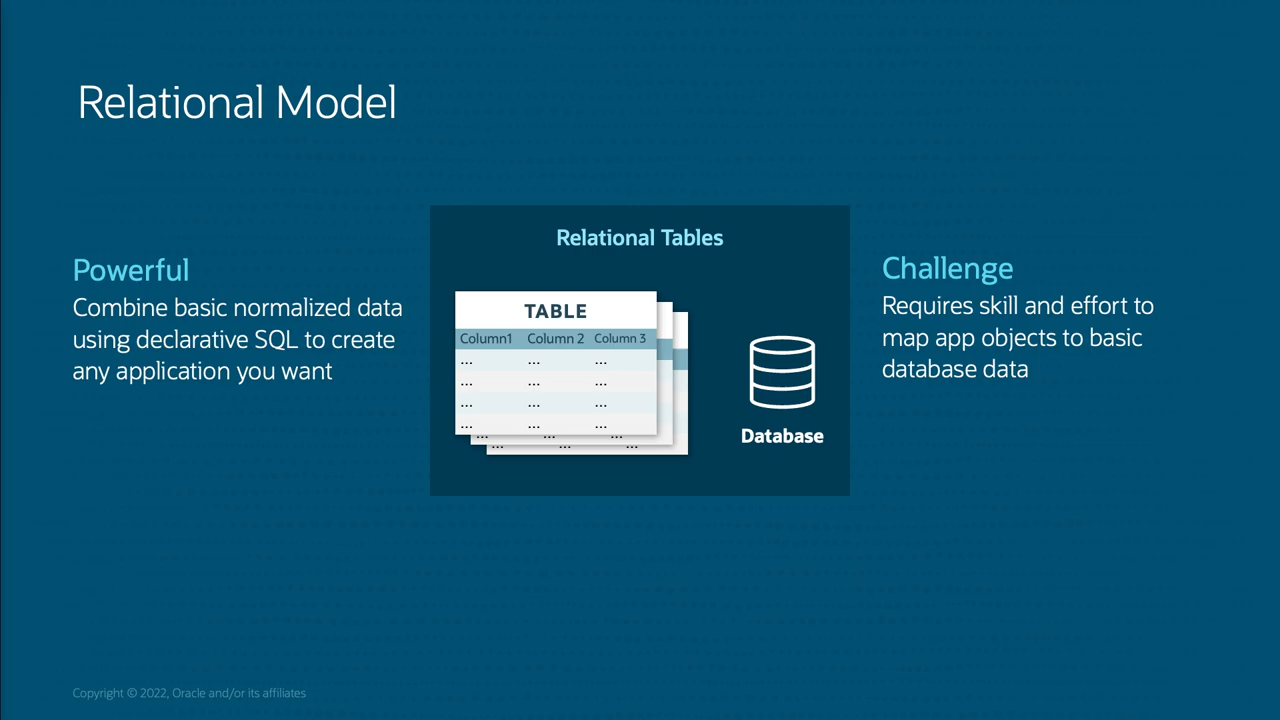 Relational Model
Powerful
Combine basic normalized data
using declarative SQL to create
any application you want
Relational Tables
TABLE
Column1 Column 2 Column 3
... ... ...
... ... ...
... ... ...
... ... ...
... ... ...
... ... ...
Database
Challenge
Requires skill and effort to
map app objects to basic
database data
Copyright © 2022, Oracle and/or its affiliates